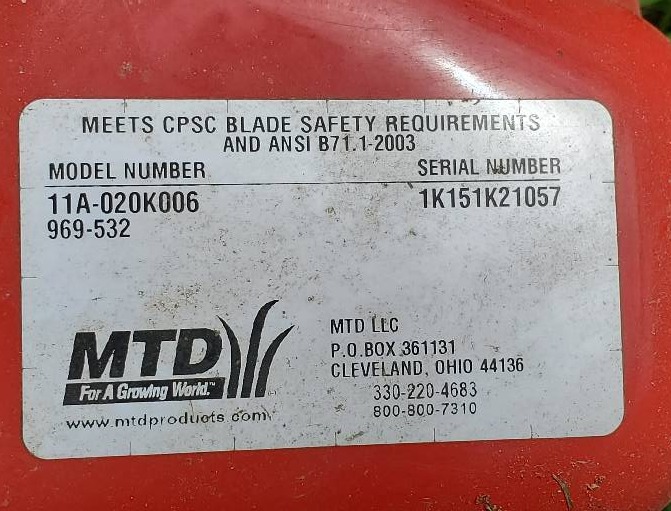 MEETS CPSC BLADE SAFETY REQUIREMENTS
AND ANSI B71.1-2003
MODEL NUMBER SERIAL NUMBER
11A-020K006 1K151K21057
969-532
MTD
For A Growing World.™
www.mtdproducts.com
MTD LLC
P.O.BOX 361131
CLEVELAND, OHIO 44136
330-220-4683
800-800-7310